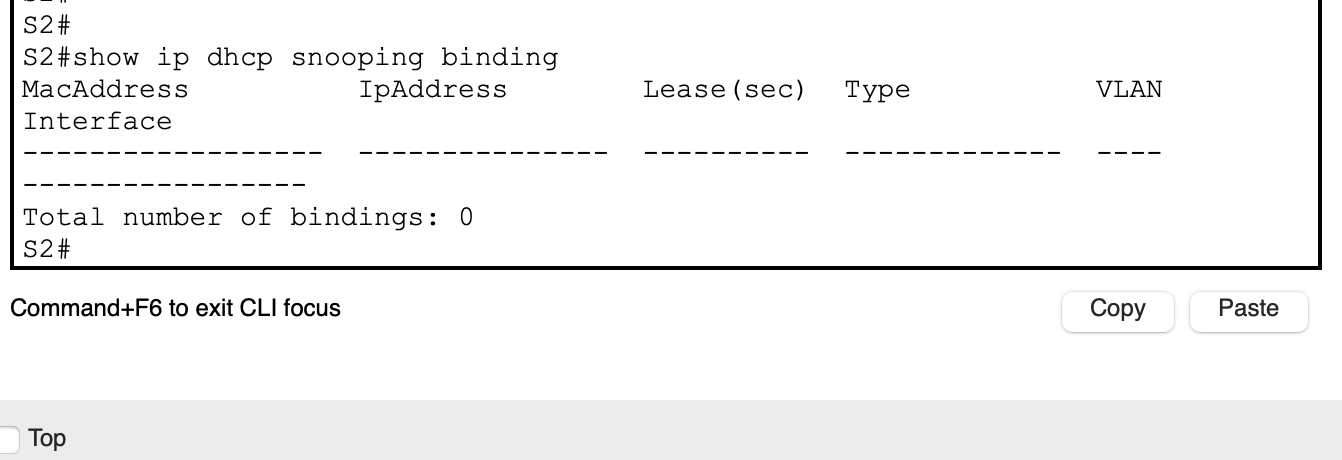 S2#
S2#show ip dhcp snooping binding
MacAddress          IpAddress        Lease(sec)  Type           VLAN
Interface
------------------  ---------------  ----------  -------------  ----
-----------------
Total number of bindings: 0
S2#
Command+F6 to exit CLI focus
Copy
Paste
Top